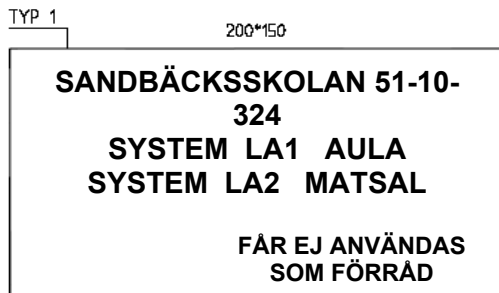 TYP 1
200*150
SANDBÄCKSSKOLAN 51-10-
324
SYSTEM LA1 AULA
SYSTEM LA2 MATSAL
FÅR EJ ANVÄNDAS
SOM FÖRRÅD